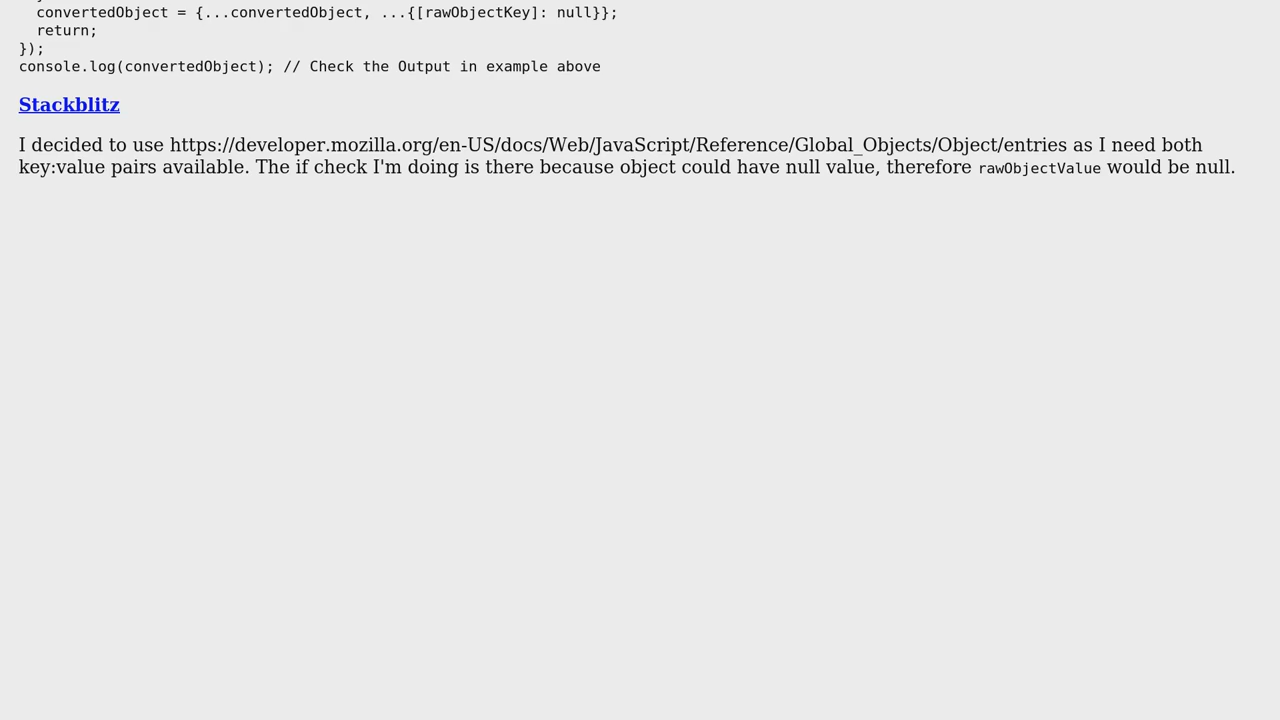 convertedObject = {...convertedObject, ...{[rawObjectKey]: null}};
return;
});
console.log(convertedObject); // Check the Output in example above
Stackblitz
I decided to use https://developer.mozilla.org/en-US/docs/Web/JavaScript/Reference/Global_Objects/Object/entries as I need both
key:value pairs available. The if check I'm doing is there because object could have null value, therefore rawObjectValue would be null.